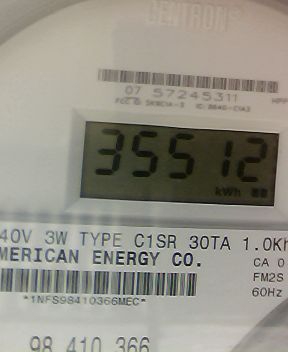 CENTRON®
07 57245311
35512
kWh
40V 3W TYPE C1SR 30TA 1.0Kh
MERICAN ENERGY CO.
CA 0
FM2S
60Hz
*1NFS98410366MEC*
98 410 366